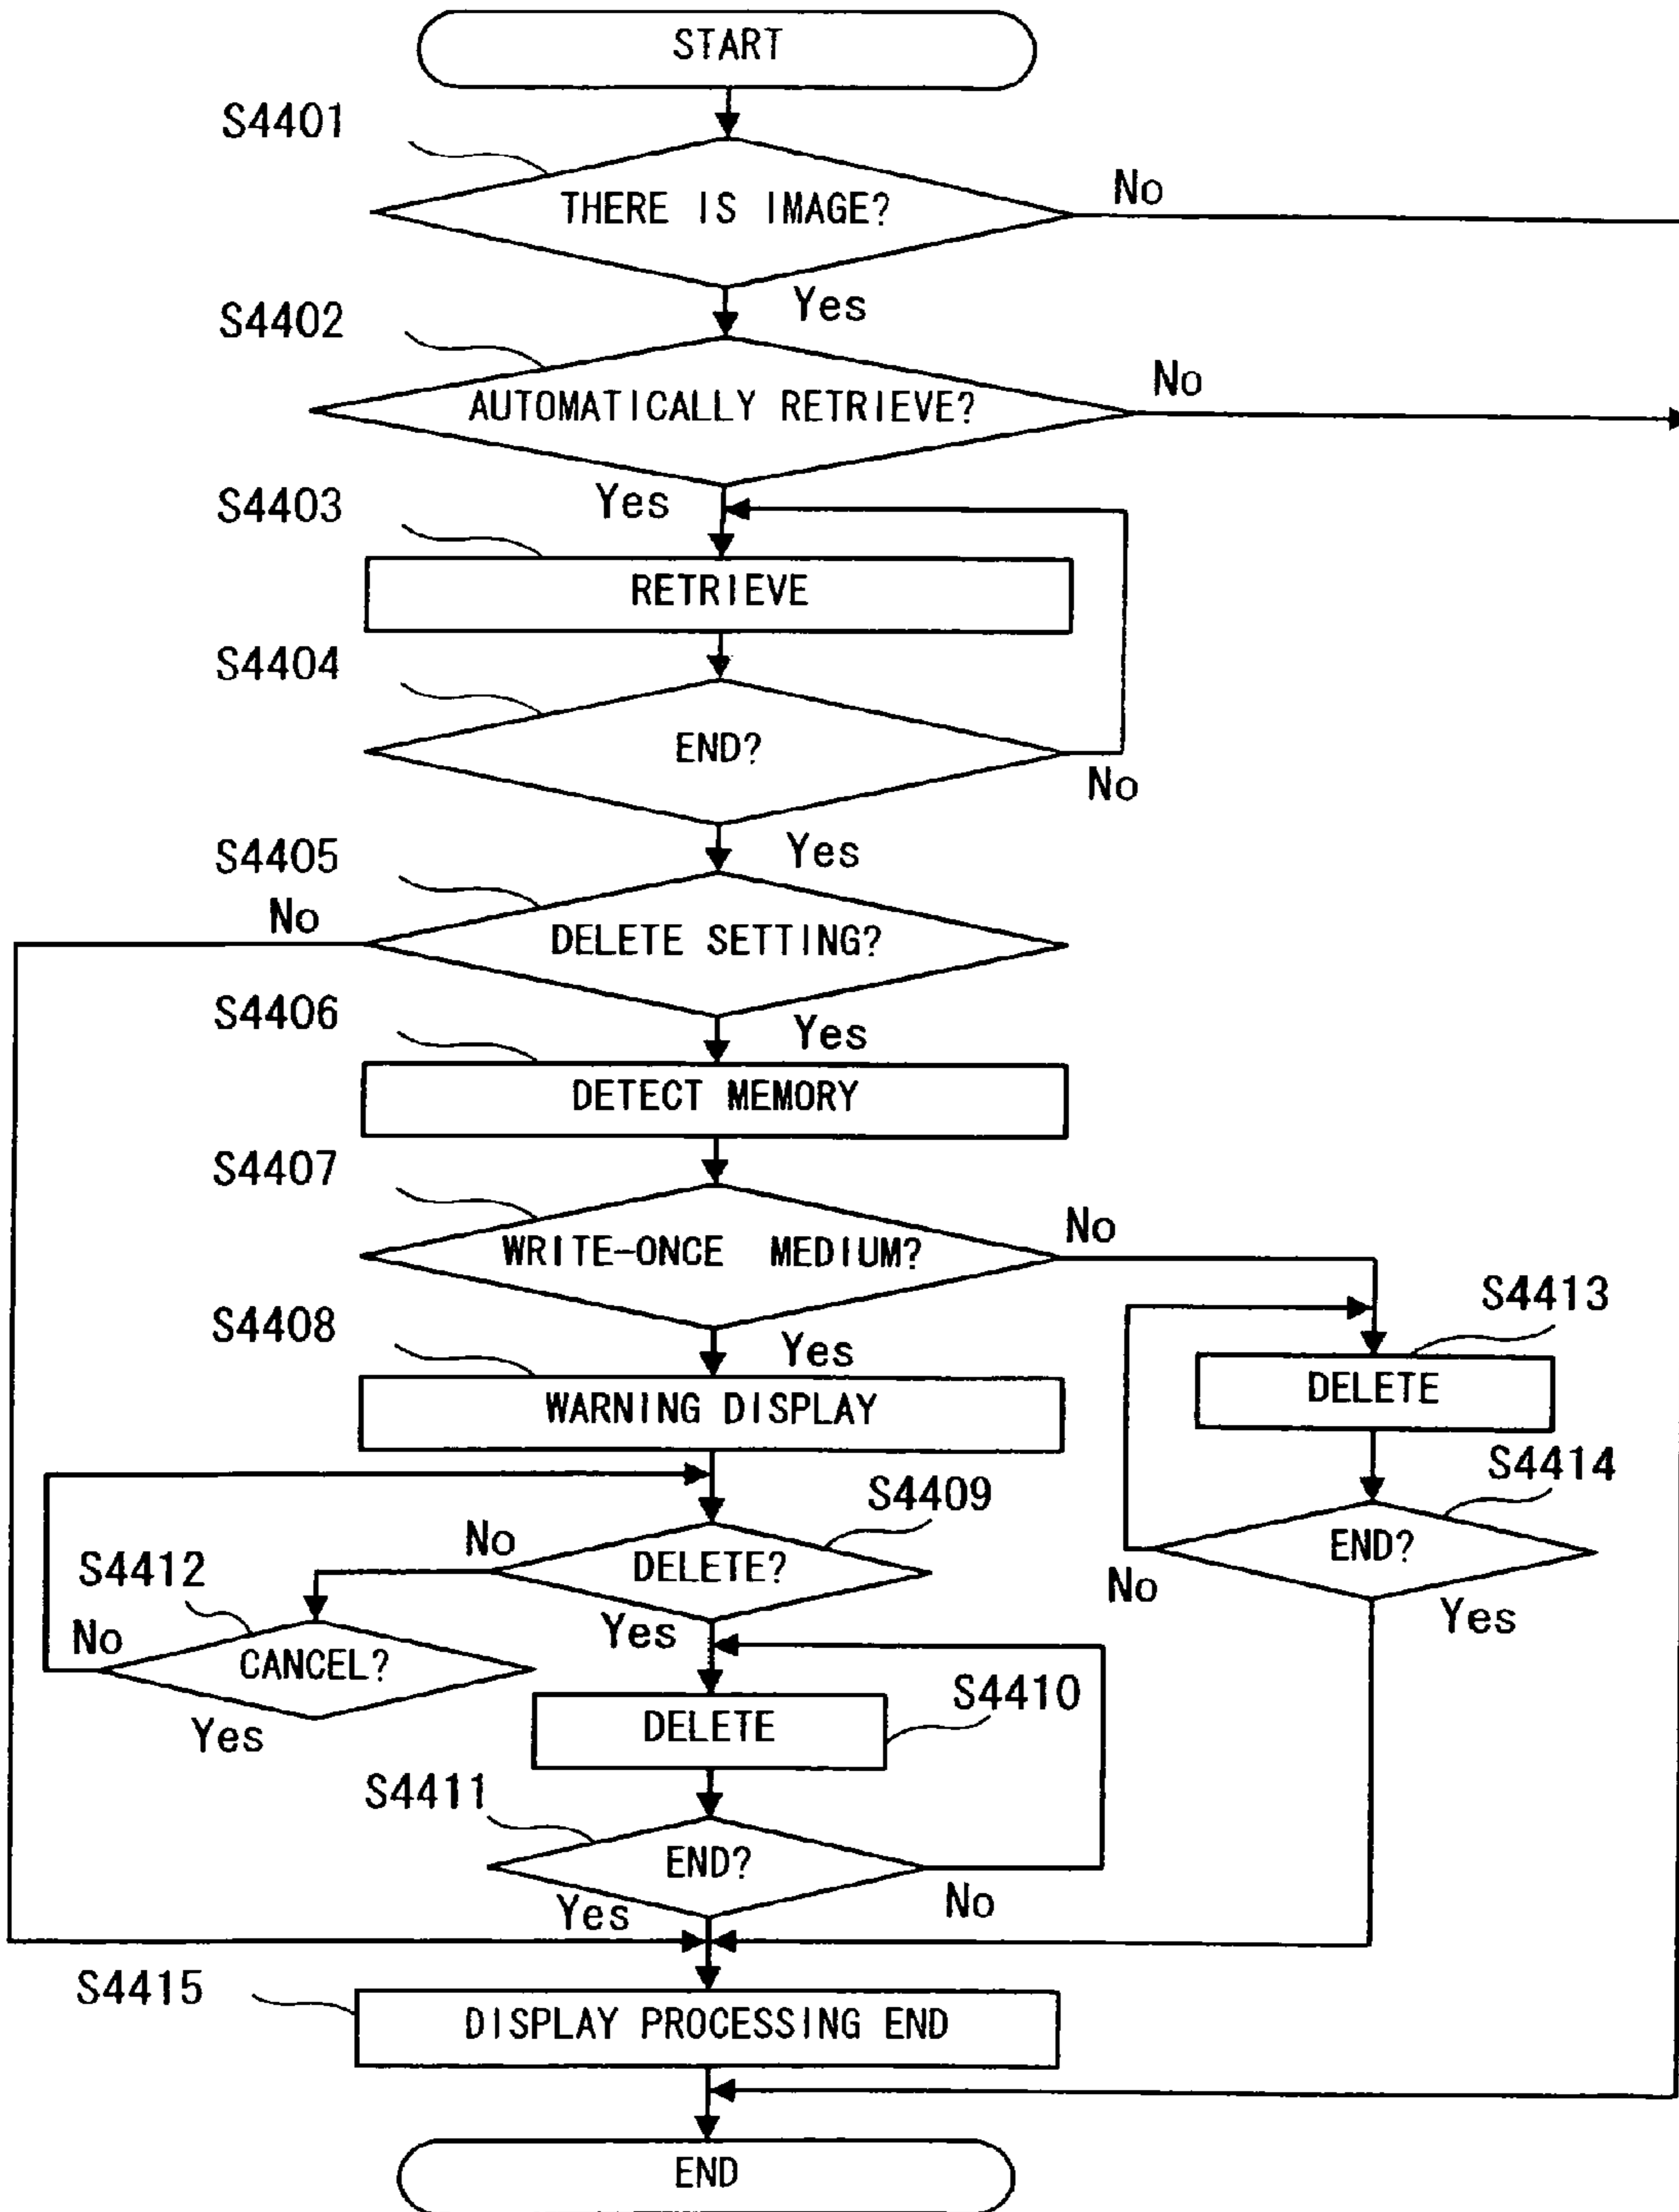 START
S4401
THERE IS IMAGE?
No
Yes
S4402
AUTOMATICALLY RETRIEVE?
No
Yes
S4403
RETRIEVE
S4404
END?
No
Yes
S4405
No
DELETE SETTING?
Yes
S4406
DETECT MEMORY
S4407
WRITE-ONCE MEDIUM?
No
Yes
S4408
WARNING DISPLAY
S4413
DELETE
S4414
END?
No
Yes
S4409
DELETE?
No
Yes
S4412
CANCEL?
No
Yes
S4410
DELETE
S4411
END?
No
Yes
S4415
DISPLAY PROCESSING END
END